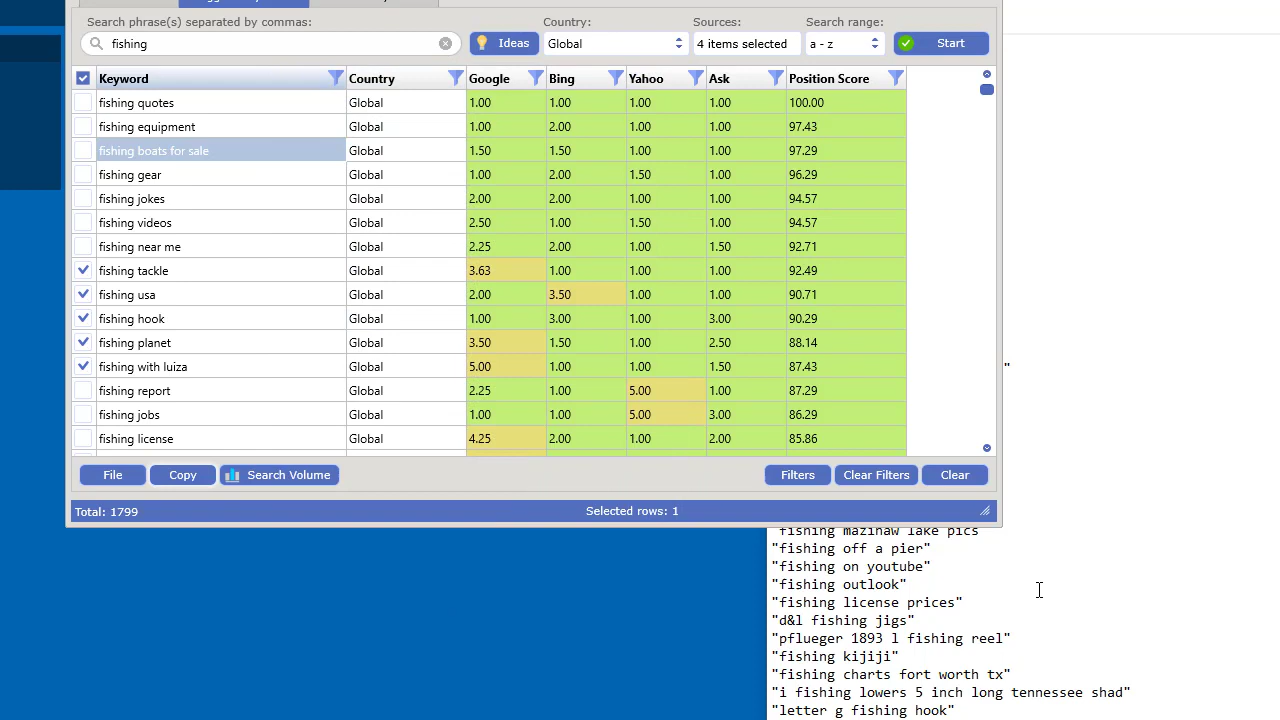 Search phrase(s) separated by commas: Country: Sources: Search range:
fishing Ideas Global 4 items selected a - z Start
Keyword Country Google Bing Yahoo Ask Position Score
fishing quotes Global 1.00 1.00 1.00 1.00 100.00
fishing equipment Global 1.00 2.00 1.00 1.00 97.43
fishing boats for sale Global 1.50 1.50 1.00 1.00 97.29
fishing gear Global 1.00 2.00 1.50 1.00 96.29
fishing jokes Global 2.00 2.00 1.00 1.00 94.57
fishing videos Global 2.50 1.00 1.50 1.00 94.57
fishing near me Global 2.25 2.00 1.00 1.50 92.71
fishing tackle Global 3.63 1.00 1.00 1.00 92.49
fishing usa Global 2.00 3.50 1.00 1.00 90.71
fishing hook Global 1.00 3.00 1.00 3.00 90.29
fishing planet Global 3.50 1.50 1.00 2.50 88.14
fishing with luiza Global 5.00 1.00 1.00 1.50 87.43
fishing report Global 2.25 1.00 5.00 1.00 87.29
fishing jobs Global 1.00 1.00 5.00 3.00 86.29
fishing license Global 4.25 2.00 1.00 2.00 85.86
File Copy Search Volume Filters Clear Filters Clear
Total: 1799 Selected rows: 1
"
fishing mazinaw lake pics
"fishing off a pier"
"fishing on youtube"
"fishing outlook"
"fishing license prices"
"d&l fishing jigs"
"pflueger 1893 l fishing reel"
"fishing kijiji"
"fishing charts fort worth tx"
"i fishing lowers 5 inch long tennessee shad"
"letter g fishing hook"